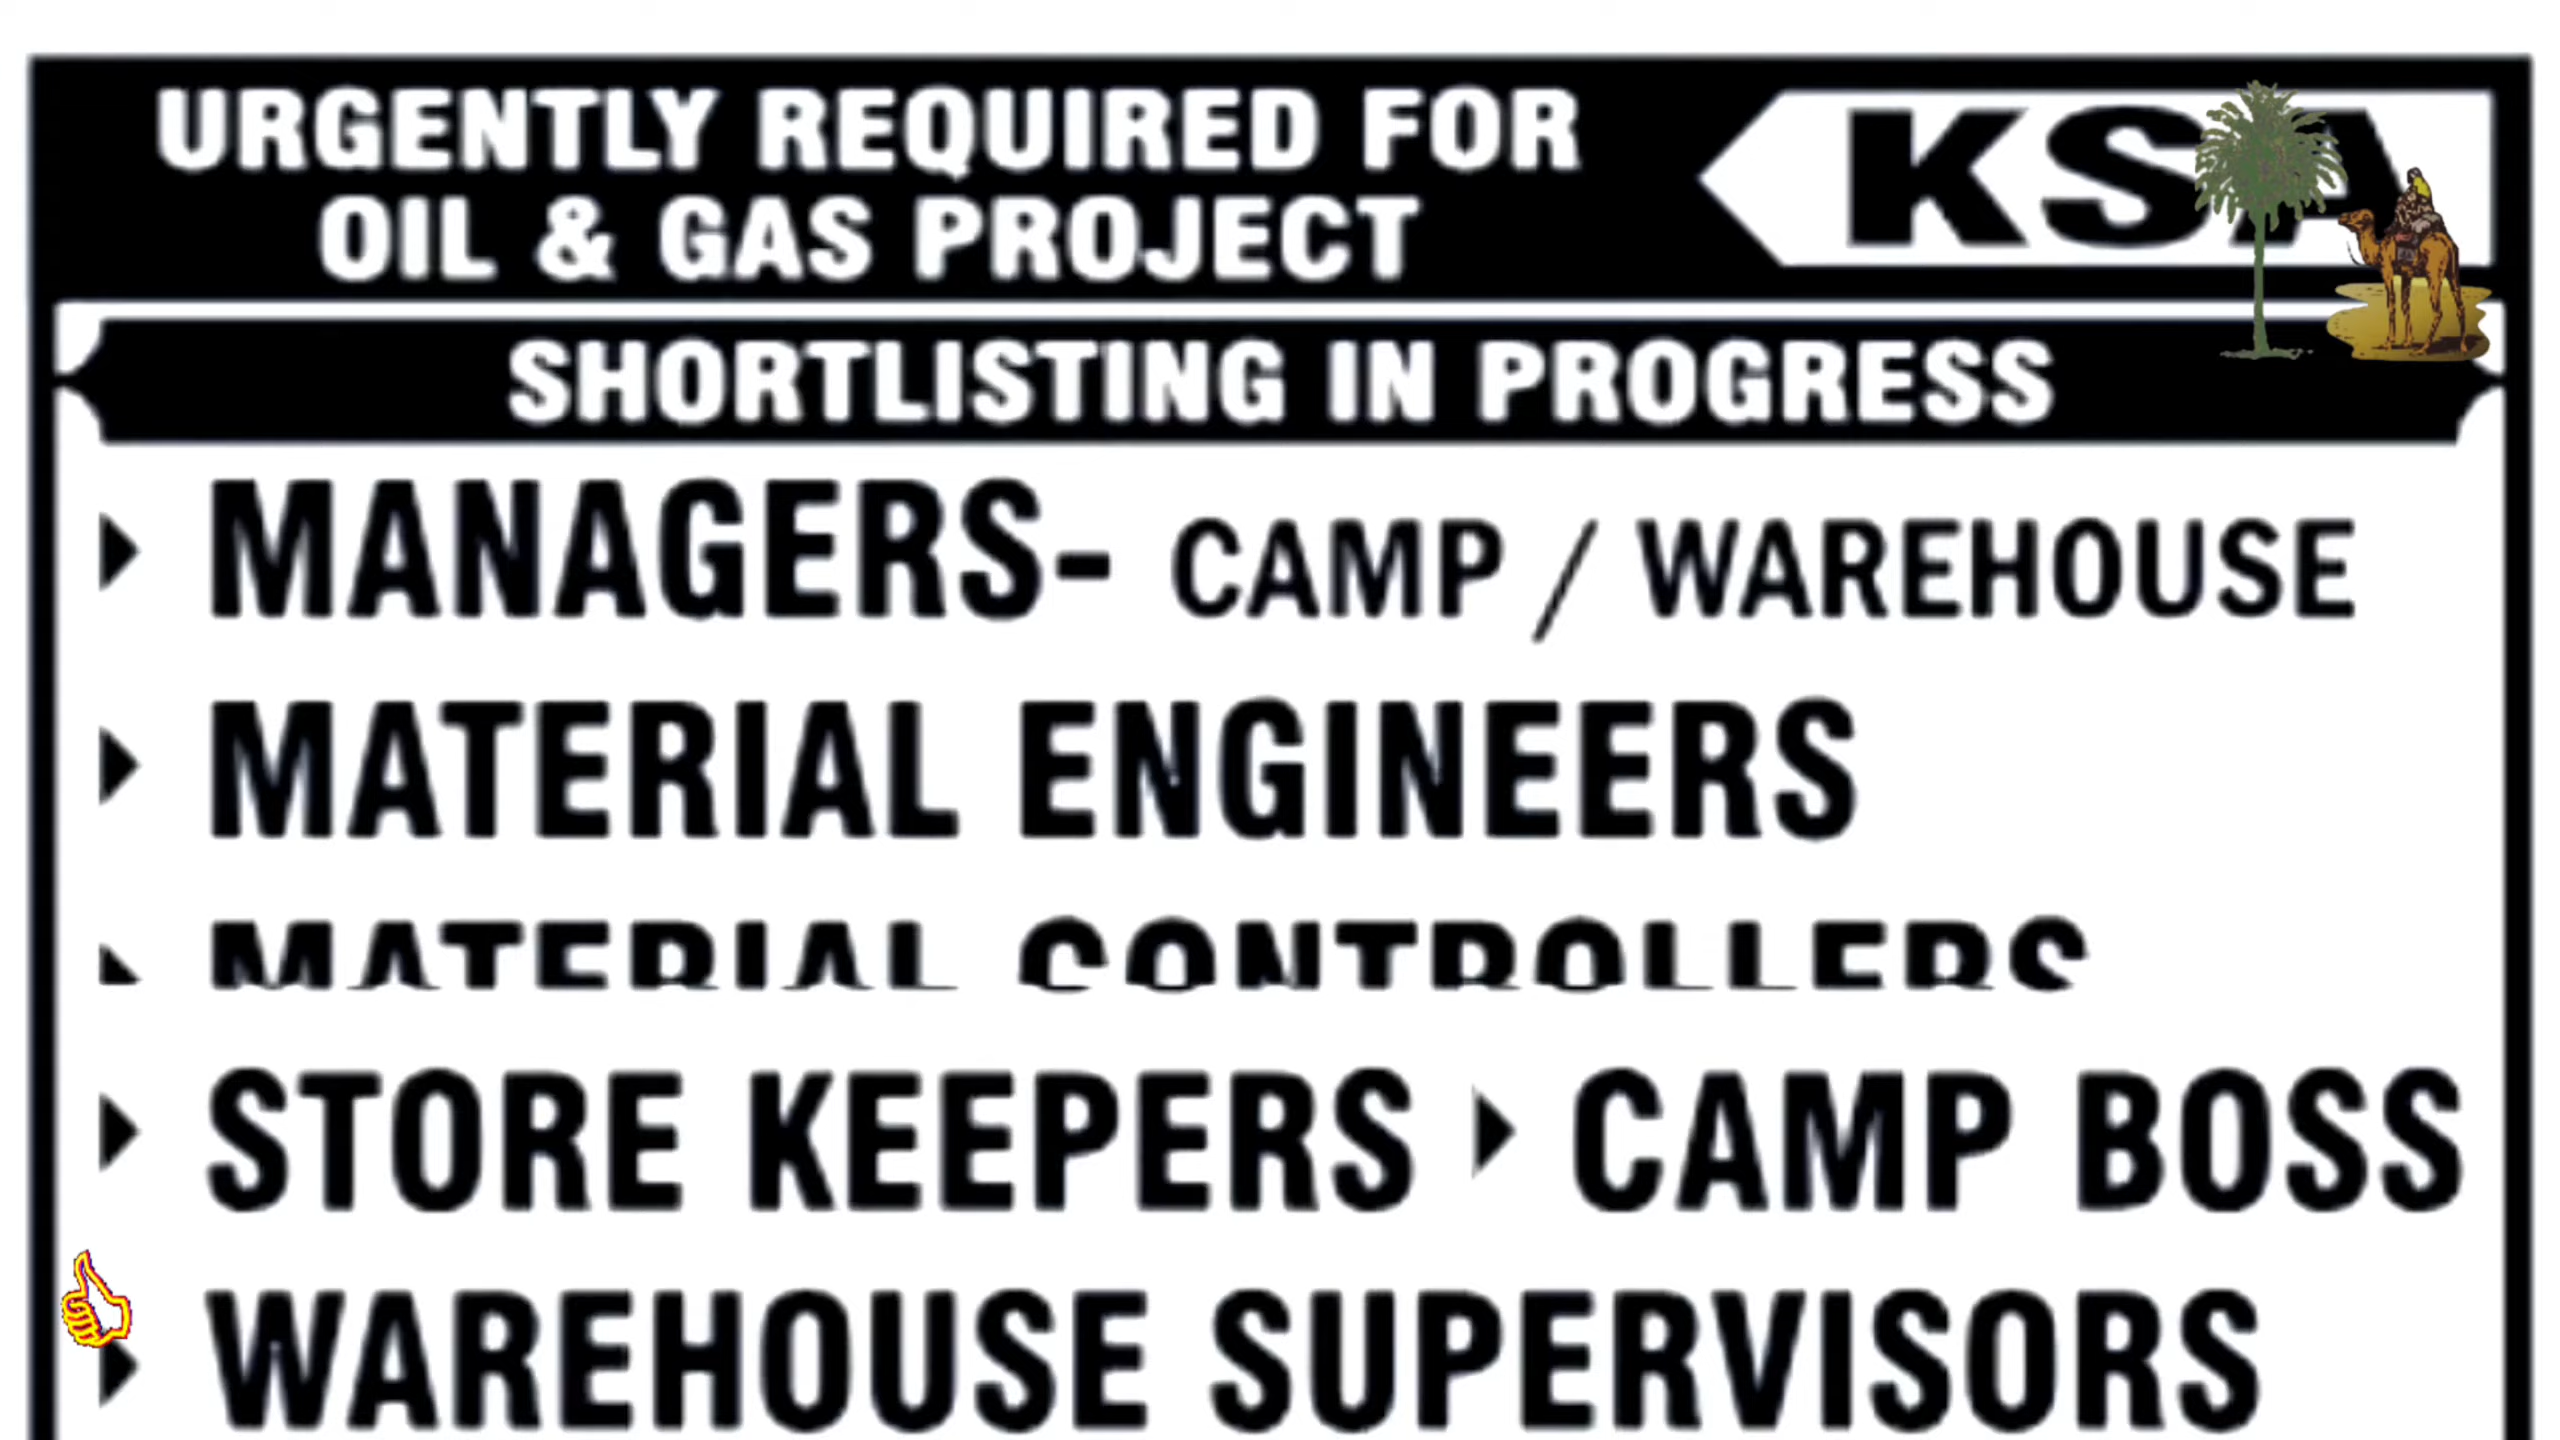 URGENTLY REQUIRED FOR
OIL & GAS PROJECT
KSA
SHORTLISTING IN PROGRESS
MANAGERS- CAMP / WAREHOUSE
MATERIAL ENGINEERS
MATERIAL CONTROLLERS
STORE KEEPERS ▸ CAMP BOSS
WAREHOUSE SUPERVISORS